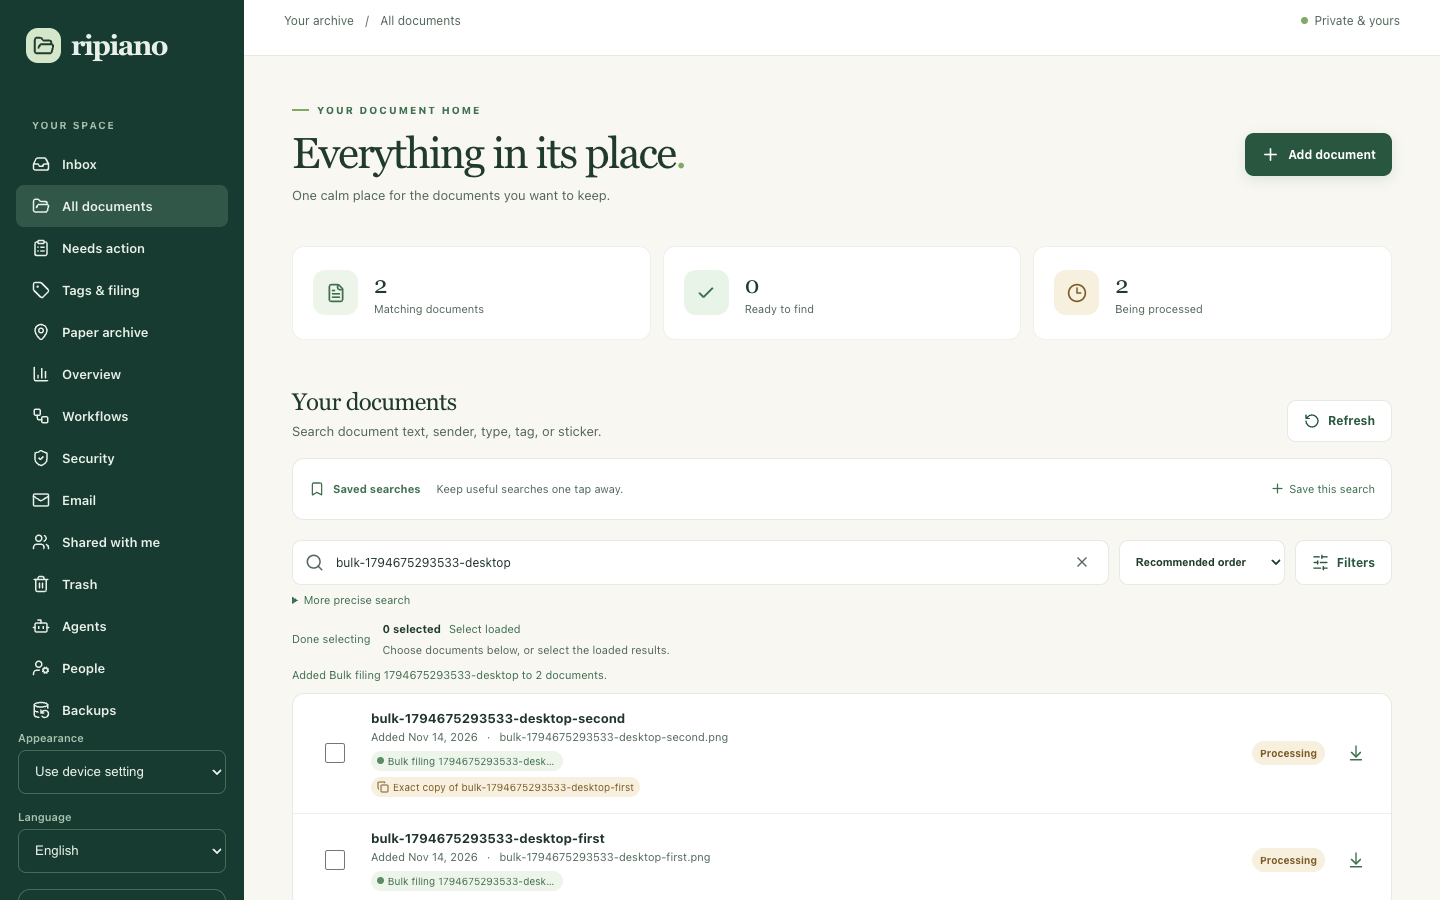 ripiano
YOUR SPACE
Inbox
All documents
Needs action
Tags & filing
Paper archive
Overview
Workflows
Security
Email
Shared with me
Trash
Agents
People
Backups
Appearance
Use device setting
Language
English
Your archive / All documents
Private & yours
YOUR DOCUMENT HOME
Everything in its place.
One calm place for the documents you want to keep.
Add document
2
Matching documents
0
Ready to find
2
Being processed
Your documents
Search document text, sender, type, tag, or sticker.
Refresh
Saved searches Keep useful searches one tap away.
Save this search
bulk-1794675293533-desktop
Recommended order
Filters
More precise search
Done selecting
0 selected Select loaded
Choose documents below, or select the loaded results.
Added Bulk filing 1794675293533-desktop to 2 documents.
bulk-1794675293533-desktop-second
Added Nov 14, 2026 · bulk-1794675293533-desktop-second.png
Bulk filing 1794675293533-desk...
Exact copy of bulk-1794675293533-desktop-first
Processing
bulk-1794675293533-desktop-first
Added Nov 14, 2026 · bulk-1794675293533-desktop-first.png
Bulk filing 1794675293533-desk...
Processing